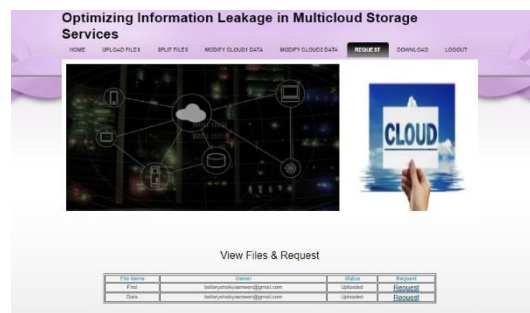 Optimizing Information Leakage in Multicloud Storage
Services
HOME UPLOAD FILES SPLIT FILES MODIFY CLOUD1 DATA MODIFY CLOUD2 DATA REQUEST DOWNLOAD LOGOUT
CLOUD
View Files & Request
File Name Owner Status Request
First Uploaded Request
Data Uploaded Request